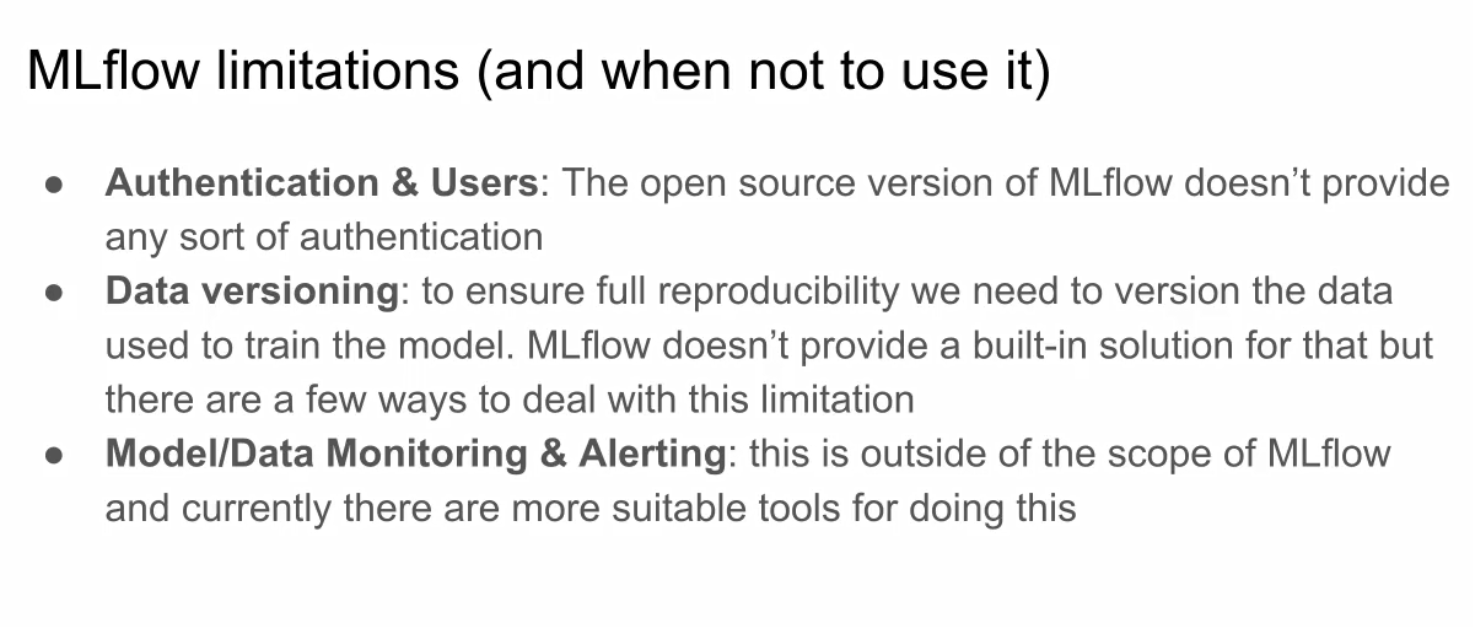 MLflow limitations (and when not to use it)
● Authentication & Users: The open source version of MLflow doesn’t provide
any sort of authentication
● Data versioning: to ensure full reproducibility we need to version the data
used to train the model. MLflow doesn’t provide a built-in solution for that but
there are a few ways to deal with this limitation
● Model/Data Monitoring & Alerting: this is outside of the scope of MLflow
and currently there are more suitable tools for doing this